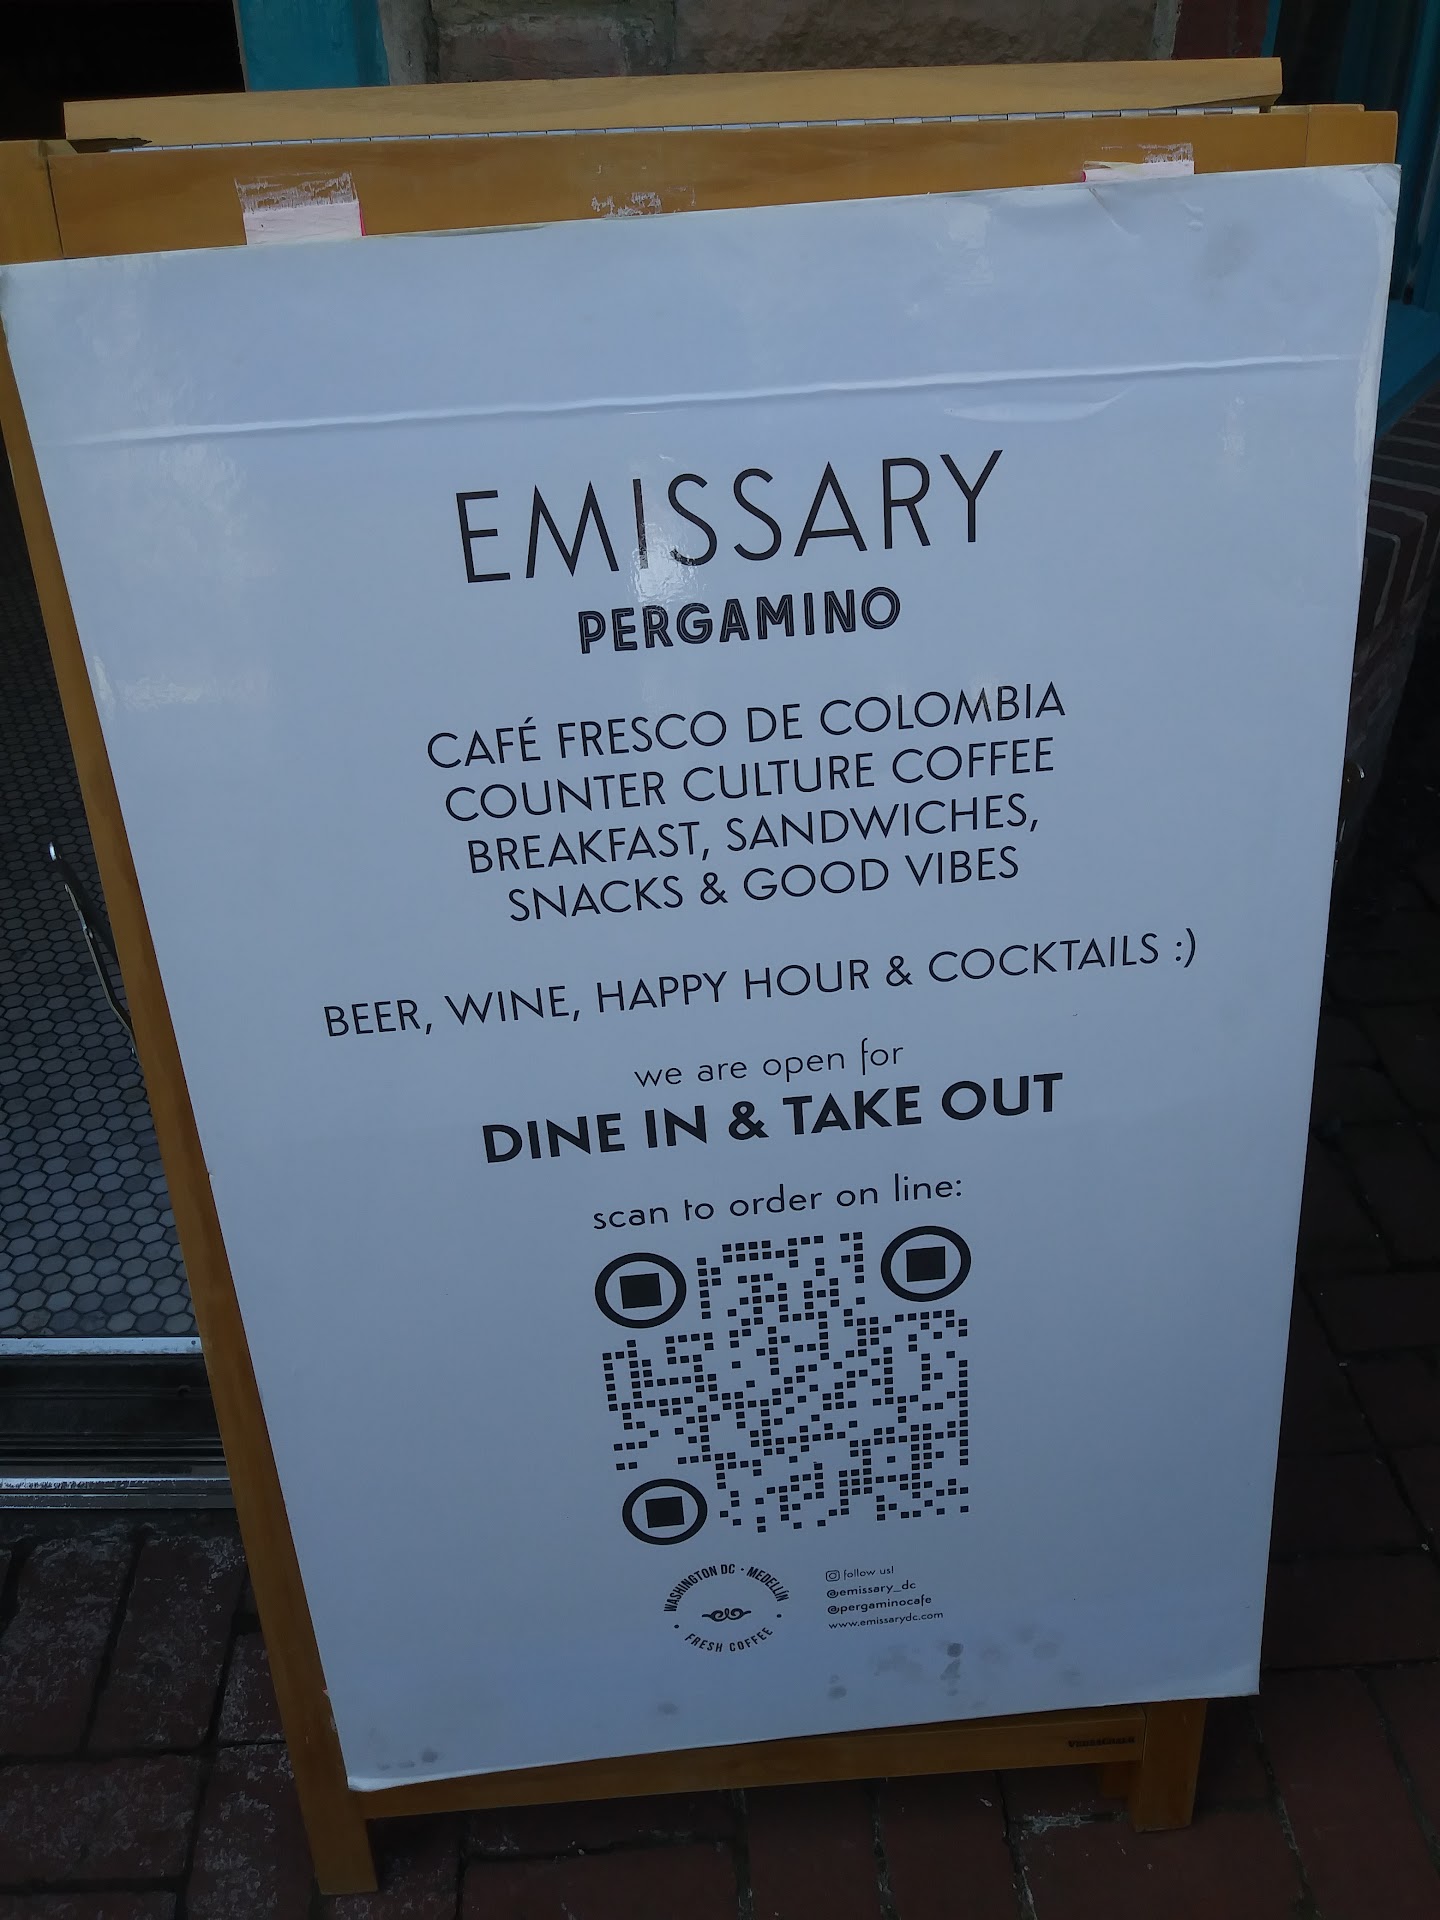 EMISSARY
PERGAMINO
CAFÉ FRESCO DE COLOMBIA
COUNTER CULTURE COFFEE
BREAKFAST, SANDWICHES,
SNACKS & GOOD VIBES
BEER, WINE, HAPPY HOUR & COCKTAILS :)
we are open for
DINE IN & TAKE OUT
scan to order on line:
WASHINGTON DC · MEDELLÍN
· FRESH COFFEE ·
follow us!
@emissary_dc
@pergaminocafe
www.emissarydc.com